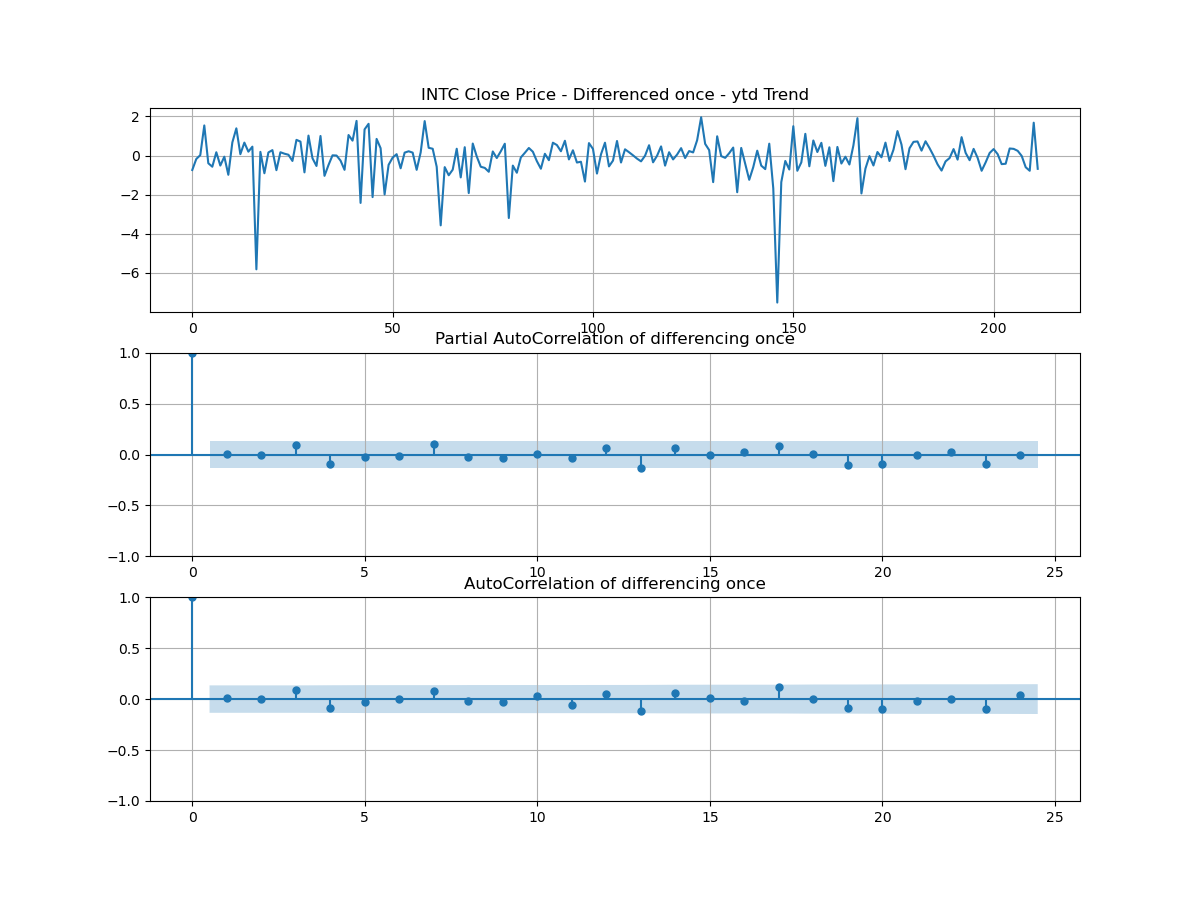 INTC Close Price - Differenced once - ytd Trend
2
0
−2
−4
−6
0 50 100 150 200
Partial AutoCorrelation of differencing once
1.0
0.5
0.0
−0.5
−1.0
0 5 10 15 20 25
AutoCorrelation of differencing once
1.0
0.5
0.0
−0.5
−1.0
0 5 10 15 20 25